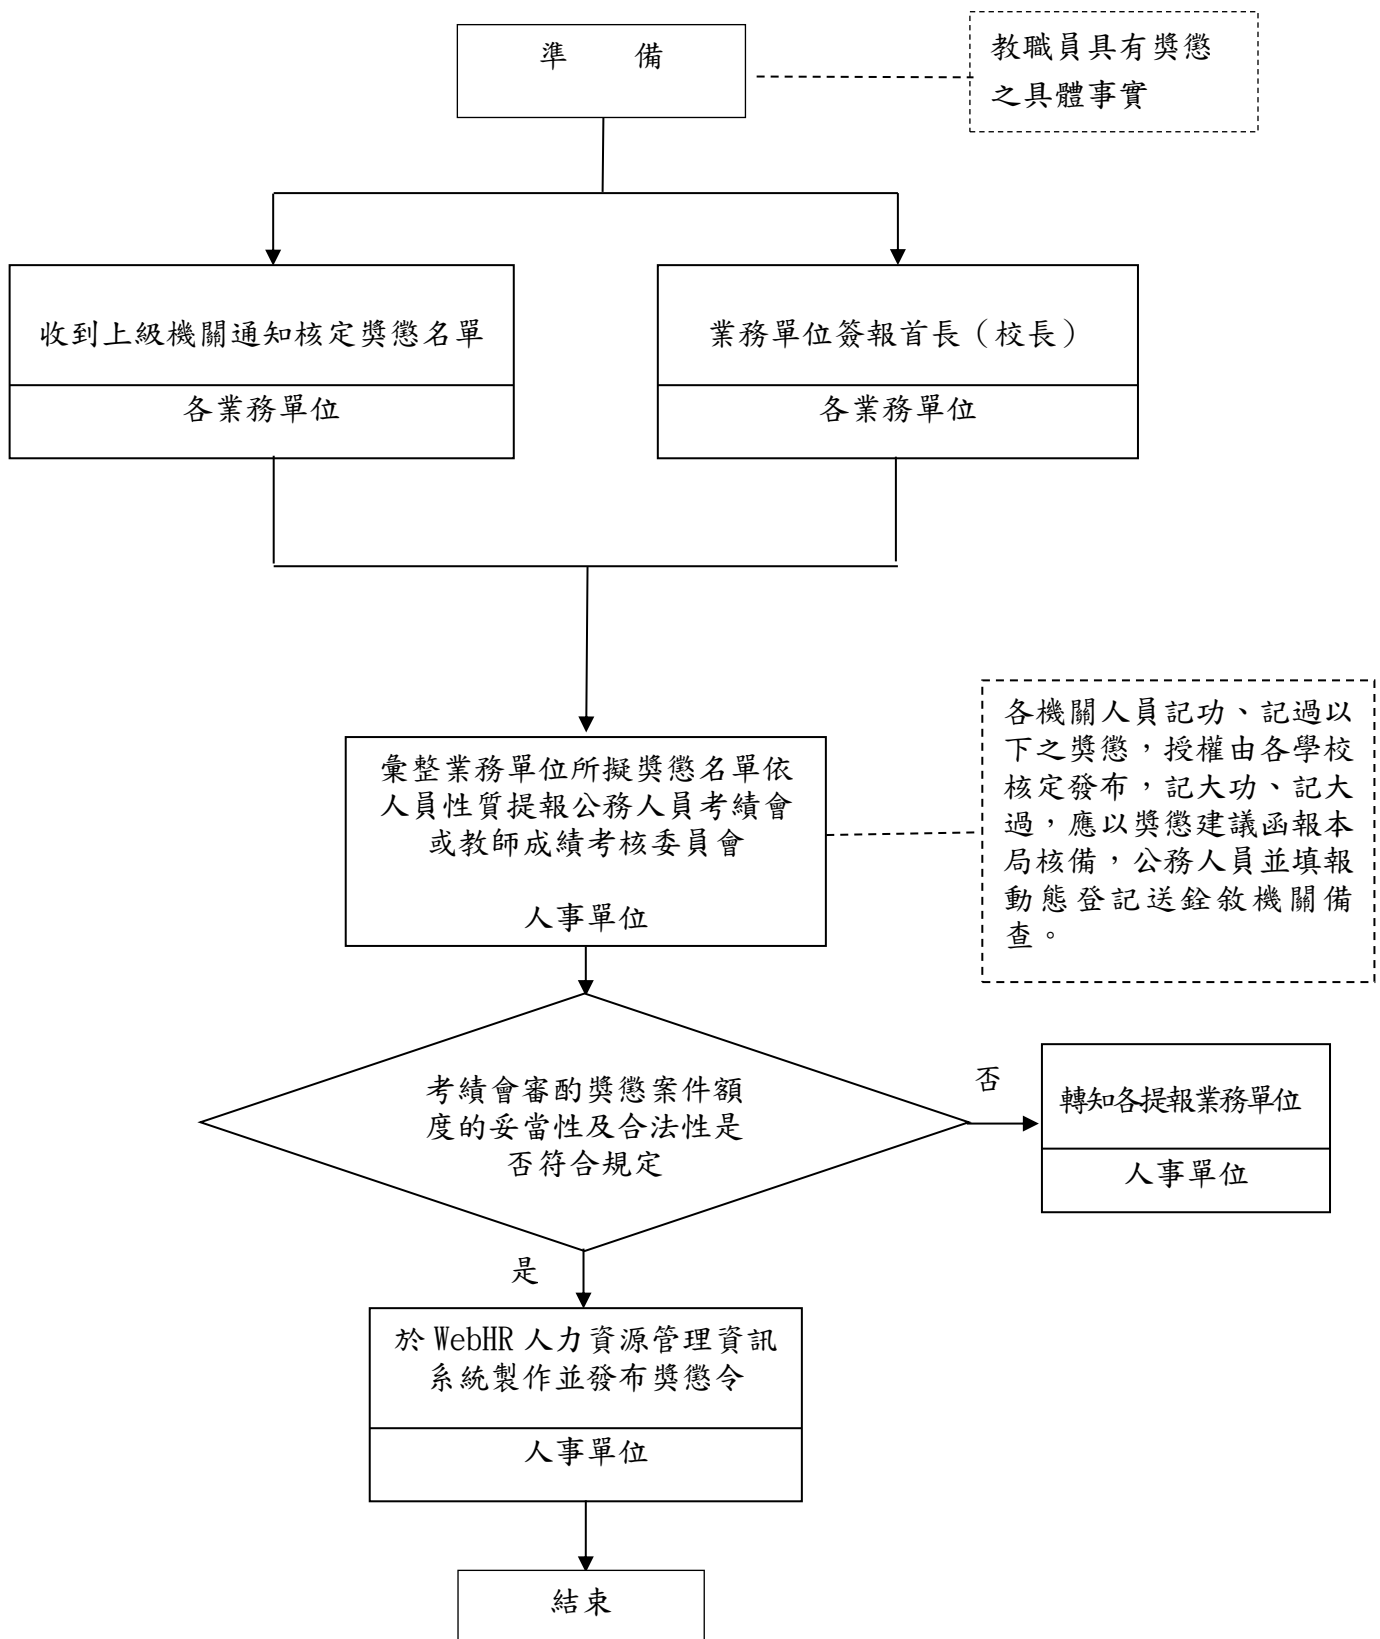 準　　備
教職員具有獎懲
之具體事實
收到上級機關通知核定獎懲名單
各業務單位
業務單位簽報首長（校長）
各業務單位
彙整業務單位所擬獎懲名單依
人員性質提報公務人員考績會
或教師成績考核委員會
人事單位
各機關人員記功、記過以
下之獎懲，授權由各學校
核定發布，記大功、記大
過，應以獎懲建議函報本
局核備，公務人員並填報
動態登記送銓敘機關備
查。
考績會審酌獎懲案件額
度的妥當性及合法性是
否符合規定
否
轉知各提報業務單位
人事單位
是
於 WebHR 人力資源管理資訊
系統製作並發布獎懲令
人事單位
結束